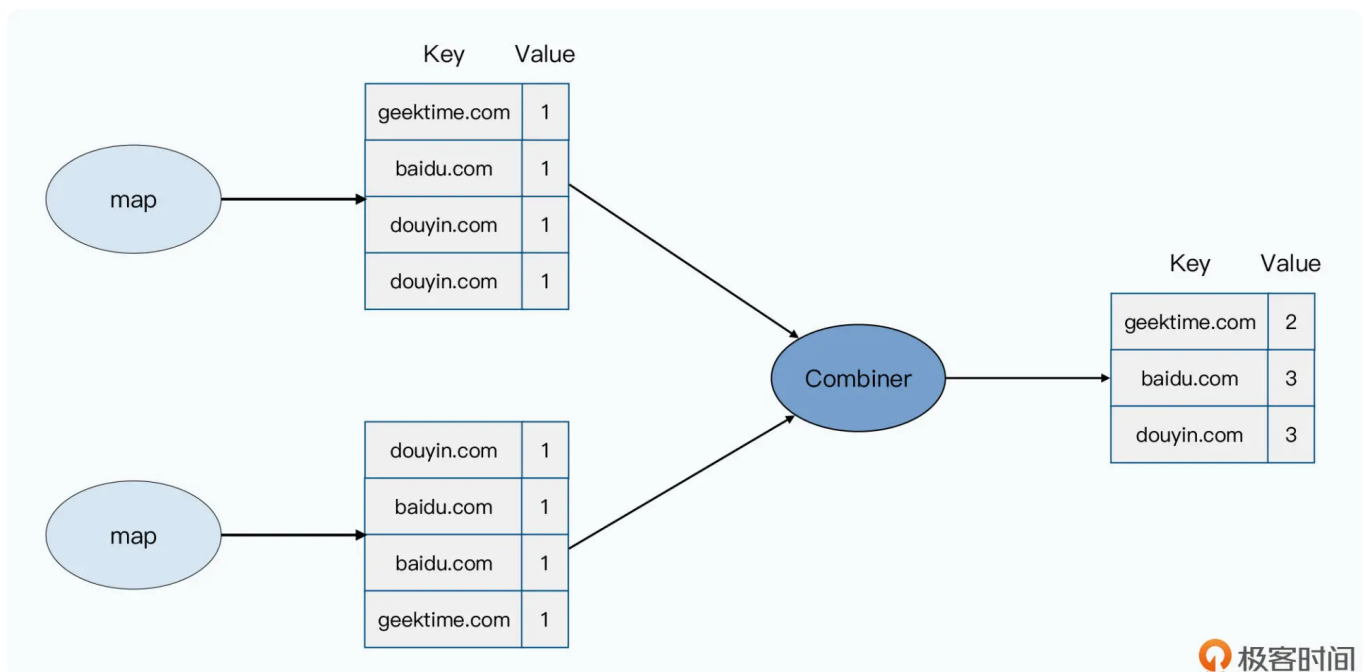 Key Value
geektime.com 1
baidu.com 1
douyin.com 1
douyin.com 1
map
douyin.com 1
baidu.com 1
baidu.com 1
geektime.com 1
map
Combiner
Key Value
geektime.com 2
baidu.com 3
douyin.com 3
极客时间